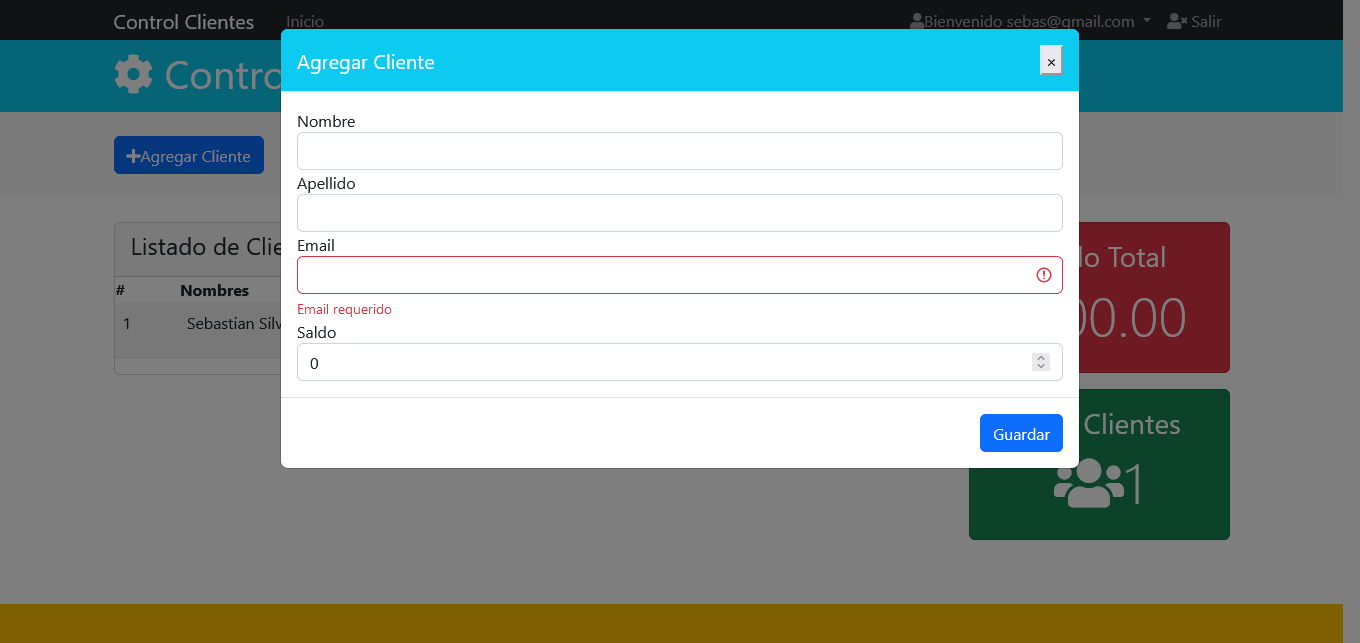 Control Clientes Inicio Bienvenido sebas@gmail.com Salir
Agregar Cliente ×
Contro
Nombre
Agregar Cliente
Apellido
Email
Listado de Clie
lo Total
# Nombres
Email requerido
00.00
1 Sebastian Silv
Saldo
0
Clientes
Guardar
1